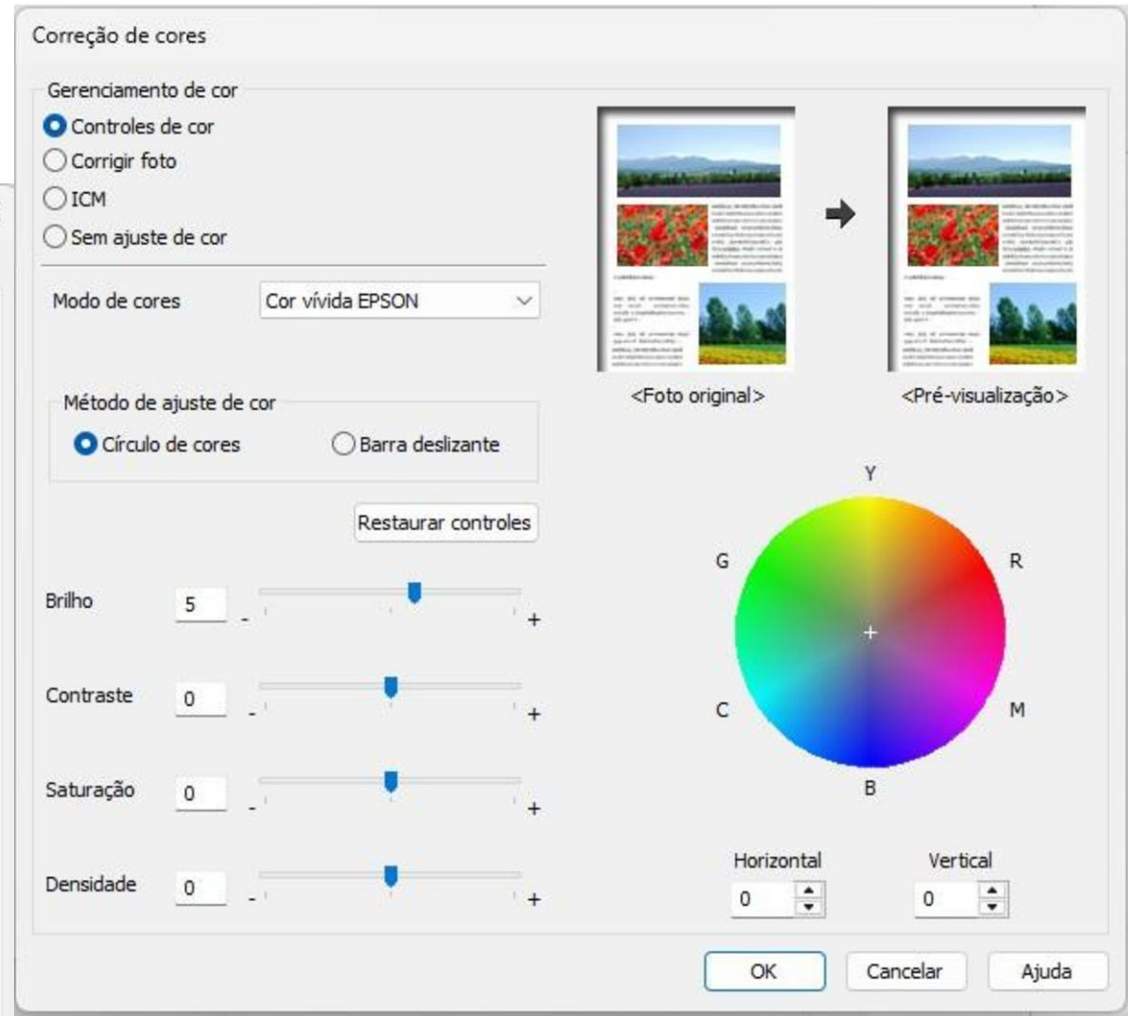 Correção de cores
Gerenciamento de cor
Controles de cor
Corrigir foto
ICM
Sem ajuste de cor
Modo de cores
Cor vívida EPSON
<Foto original>
<Pré-visualização>
Método de ajuste de cor
Círculo de cores
Barra deslizante
Restaurar controles
Brilho 5 - +
Contraste 0 - +
Saturação 0 - +
Densidade 0 - +
Y
G R
C M
B
Horizontal Vertical
0 0
OK Cancelar Ajuda